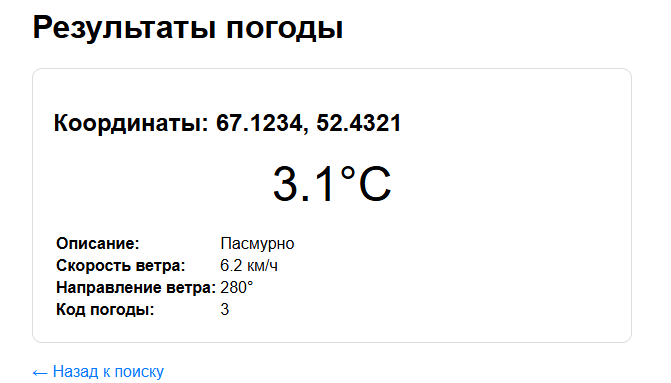 Результаты погоды
Координаты: 67.1234, 52.4321
3.1°C
Описание: Пасмурно
Скорость ветра: 6.2 км/ч
Направление ветра: 280°
Код погоды: 3
← Назад к поиску